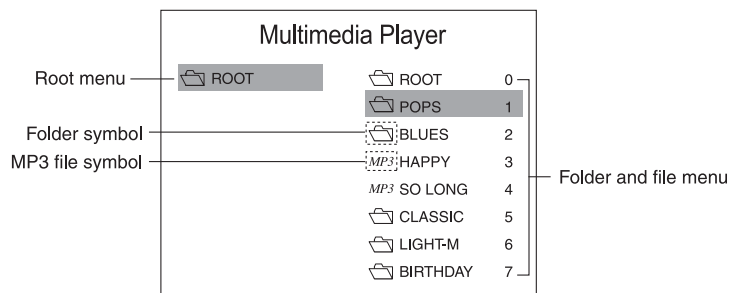 Multimedia Player
Root menu
ROOT
ROOT 0
POPS 1
Folder symbol
BLUES 2
MP3 file symbol
MP3 HAPPY 3
Folder and file menu
MP3 SO LONG 4
CLASSIC 5
LIGHT-M 6
BIRTHDAY 7